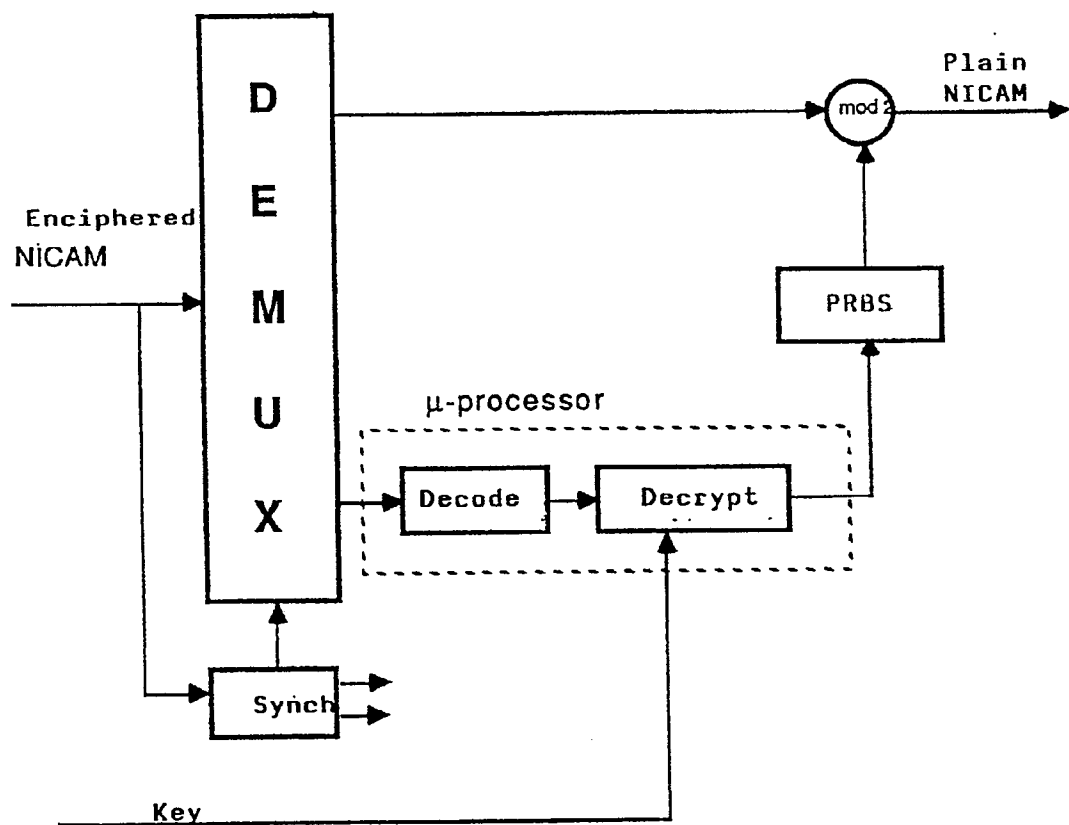 Plain
NICAM
mod 2
D
E
M
U
X
Enciphered
NICAM
PRBS
μ-processor
Decode
Decrypt
Synch
Key